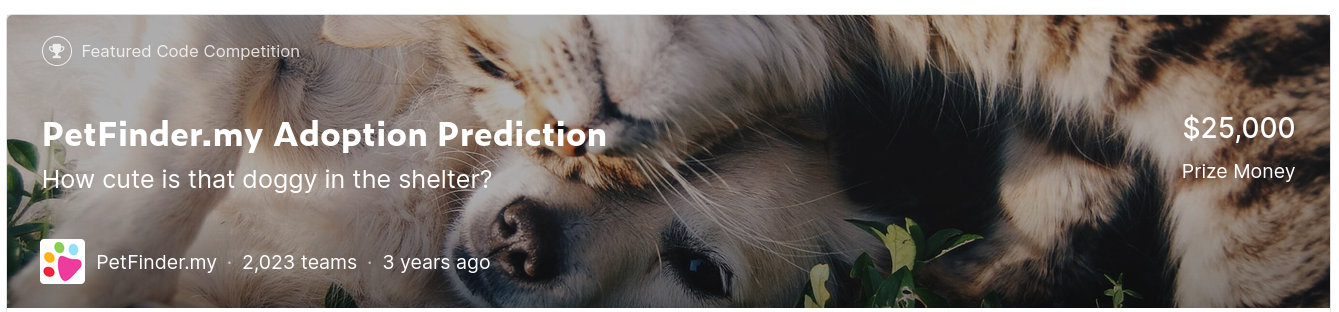 Featured Code Competition
PetFinder.my Adoption Prediction
How cute is that doggy in the shelter?
$25,000
Prize Money
PetFinder.my · 2,023 teams · 3 years ago